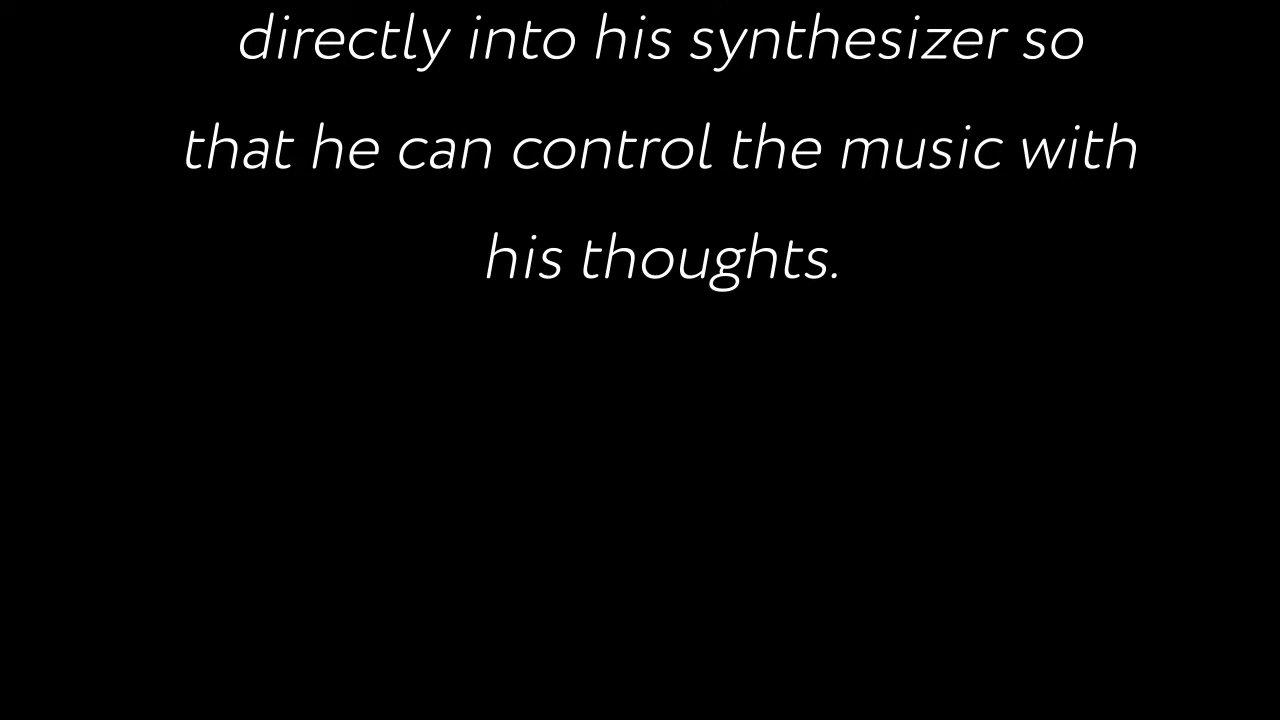 directly into his synthesizer so
that he can control the music with
his thoughts.